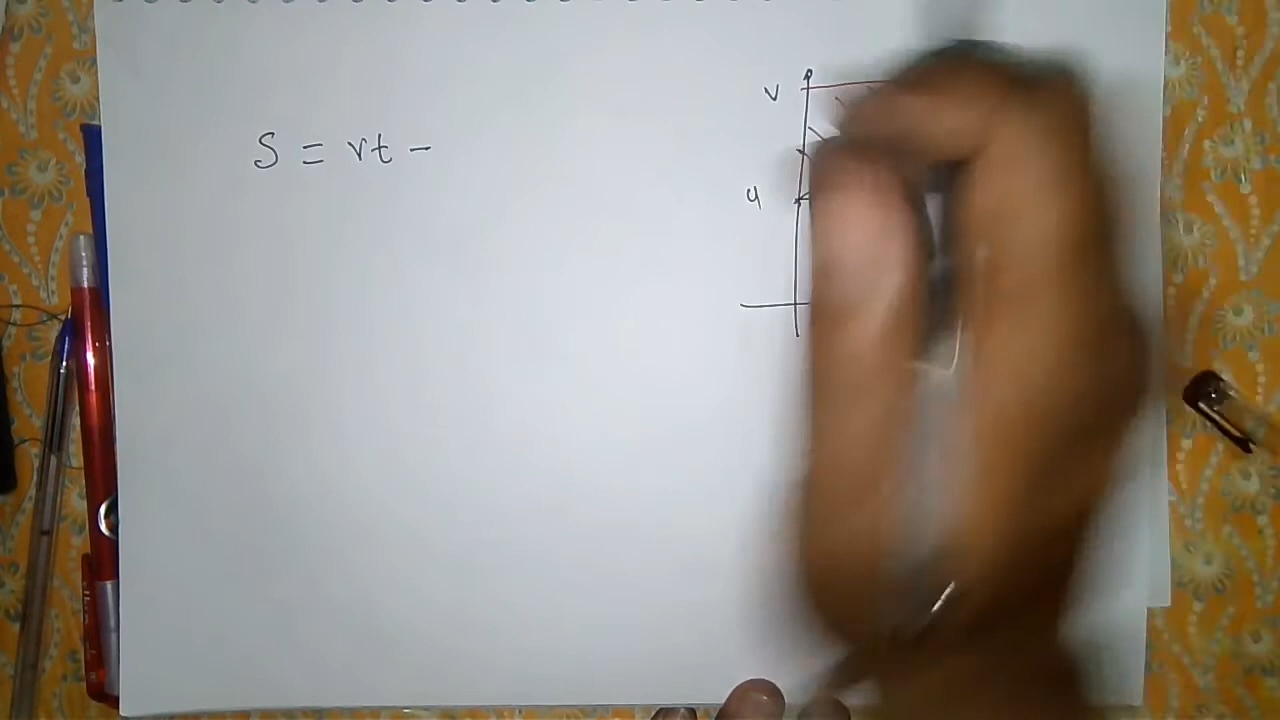 S = vt -
v
u